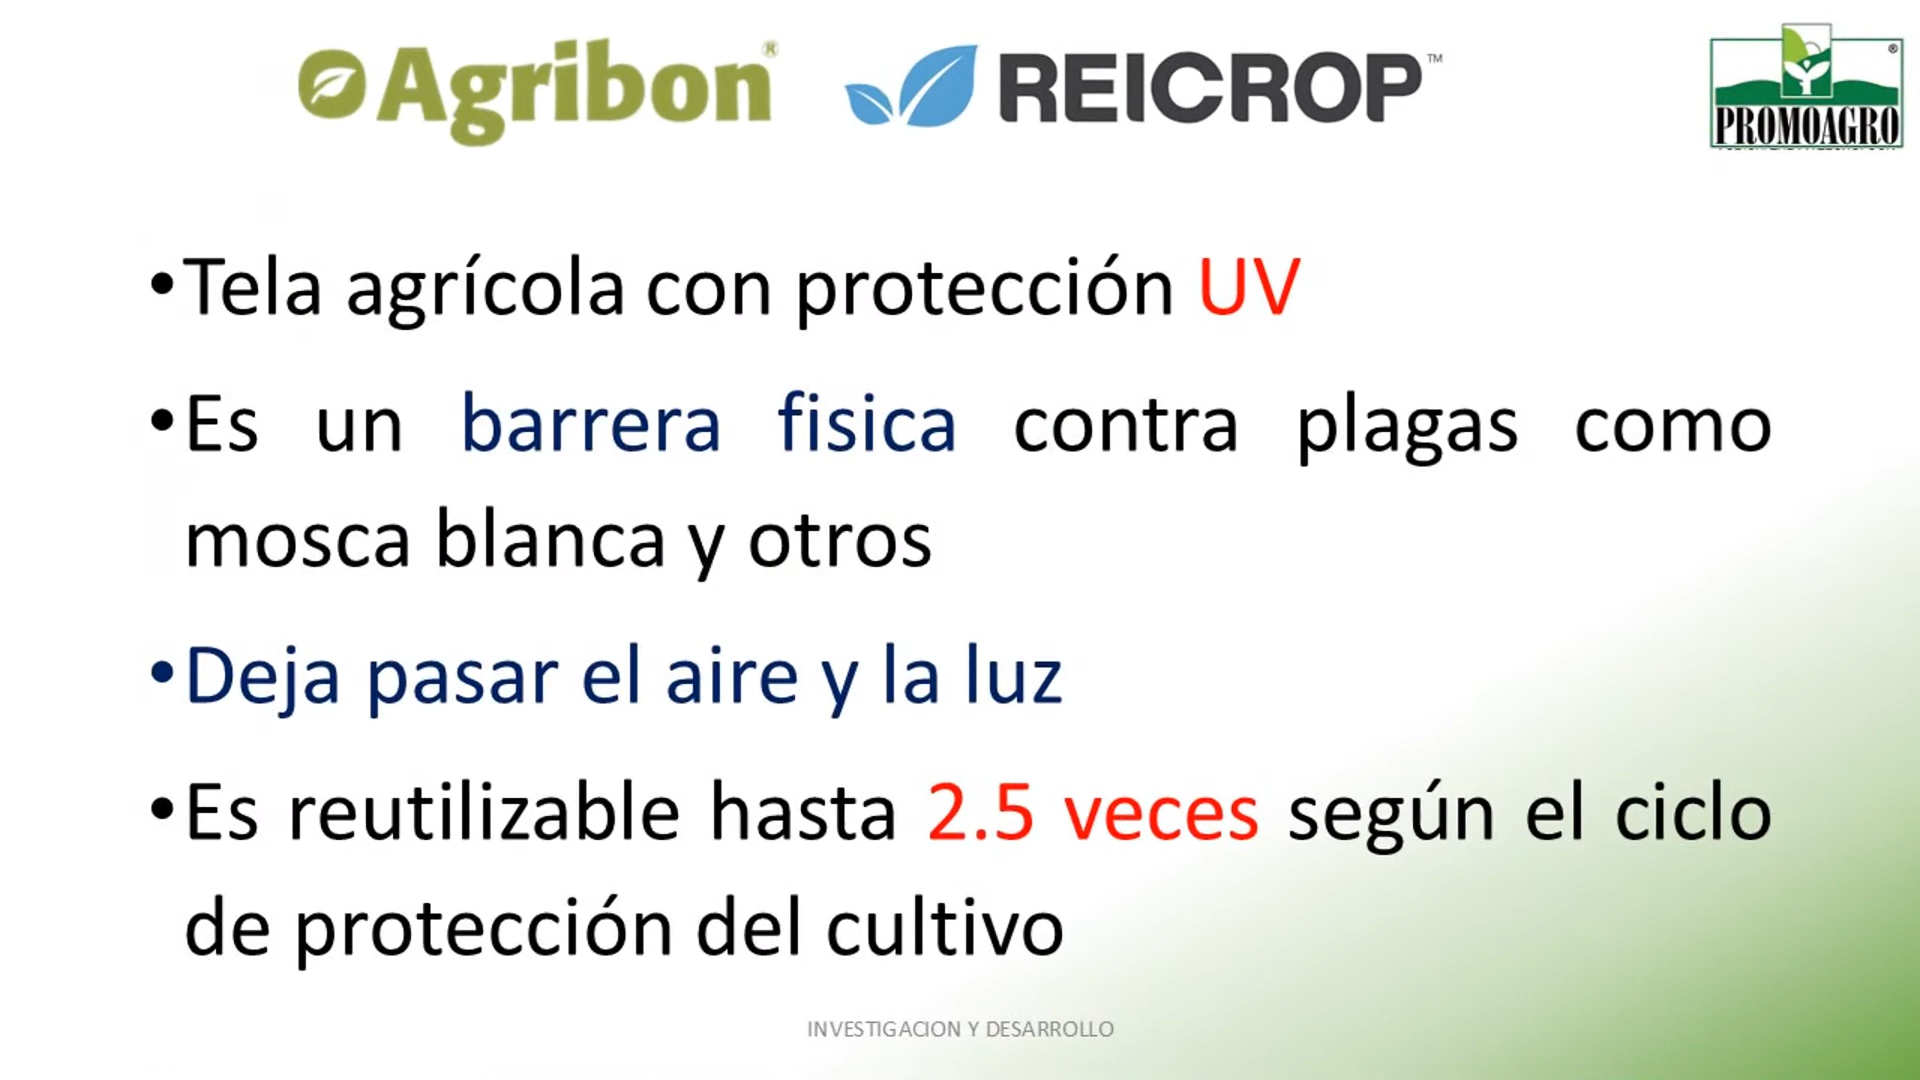 Agribon®
REICROP™
PROMOAGRO®
•Tela agrícola con protección UV
•Es un barrera fisica contra plagas como
mosca blanca y otros
•Deja pasar el aire y la luz
•Es reutilizable hasta 2.5 veces según el ciclo
de protección del cultivo
INVESTIGACION Y DESARROLLO